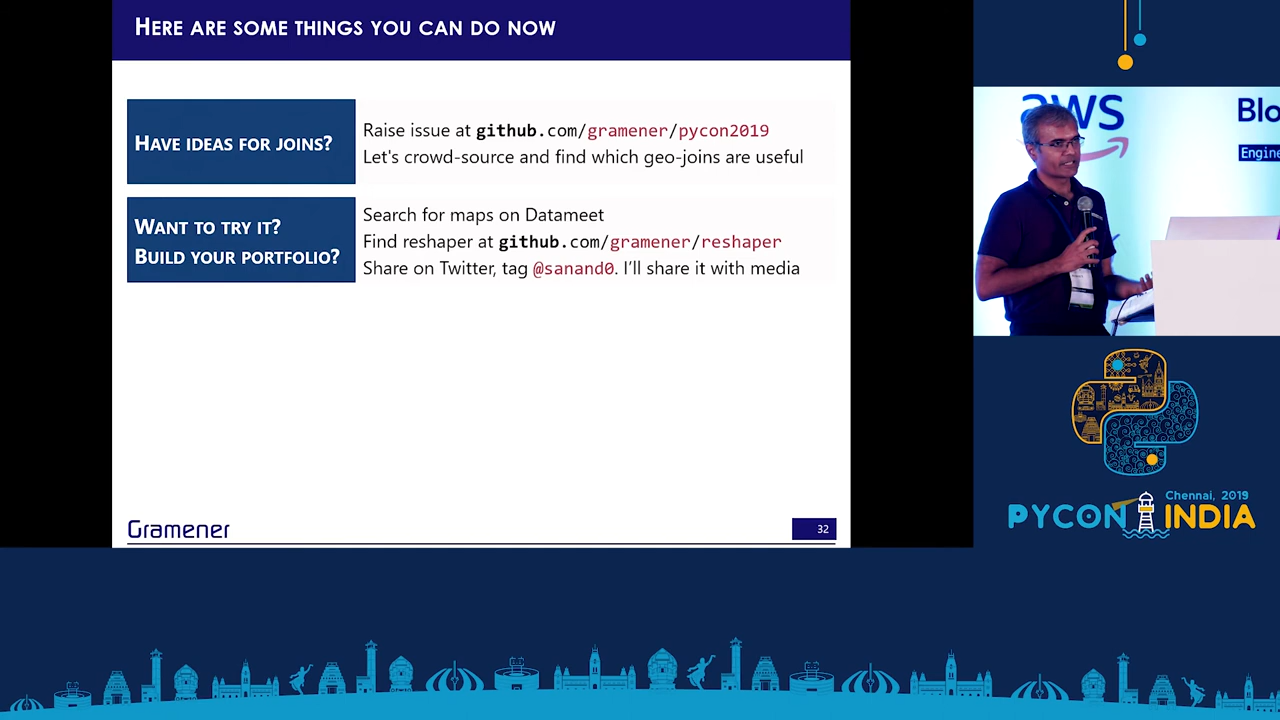 HERE ARE SOME THINGS YOU CAN DO NOW
HAVE IDEAS FOR JOINS?
Raise issue at github.com/gramener/pycon2019
Let's crowd-source and find which geo-joins are useful
WANT TO TRY IT?
BUILD YOUR PORTFOLIO?
Search for maps on Datameet
Find reshaper at github.com/gramener/reshaper
Share on Twitter, tag @sanand0. I'll share it with media
Gramener
32
aws
Blo
Engine
Chennai, 2019
PYCON INDIA